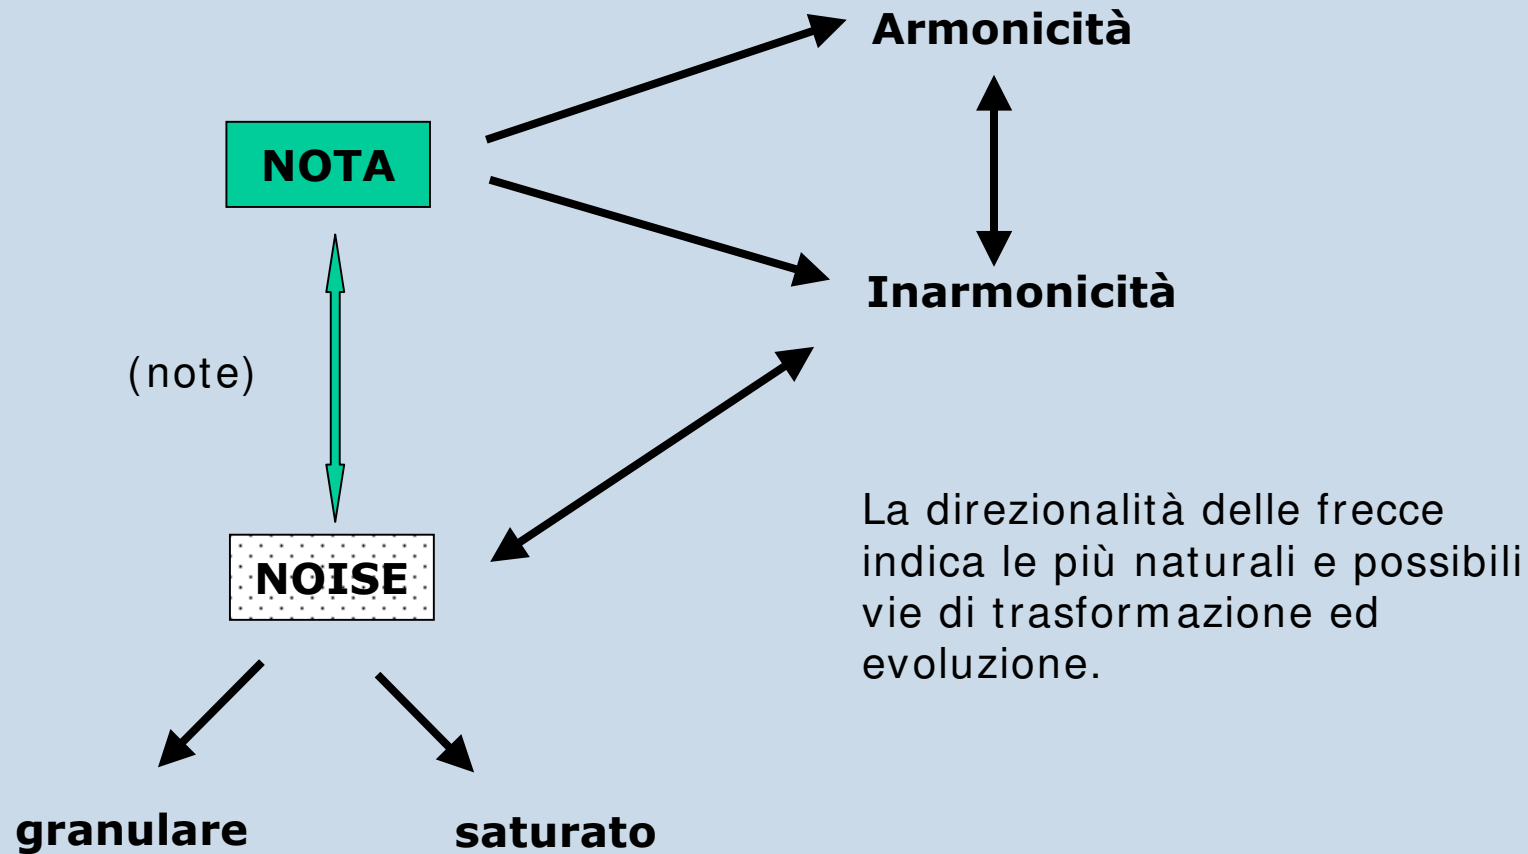 Armonicità
NOTA
Inarmonicità
(note)
La direzionalità delle frecce
indica le più naturali e possibili
vie di trasformazione ed
evoluzione.
NOISE
granulare
saturato